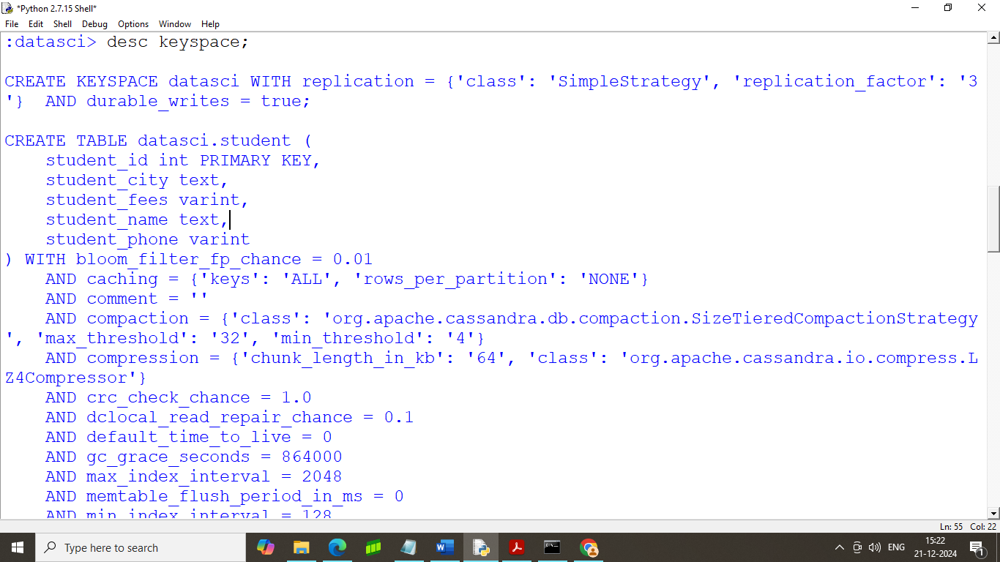 *Python 2.7.15 Shell*
File Edit Shell Debug Options Window Help
:datasci> desc keyspace;
CREATE KEYSPACE datasci WITH replication = {'class': 'SimpleStrategy', 'replication_factor': '3
'}  AND durable_writes = true;
CREATE TABLE datasci.student (
    student_id int PRIMARY KEY,
    student_city text,
    student_fees varint,
    student_name text,
    student_phone varint
) WITH bloom_filter_fp_chance = 0.01
    AND caching = {'keys': 'ALL', 'rows_per_partition': 'NONE'}
    AND comment = ''
    AND compaction = {'class': 'org.apache.cassandra.db.compaction.SizeTieredCompactionStrategy
', 'max_threshold': '32', 'min_threshold': '4'}
    AND compression = {'chunk_length_in_kb': '64', 'class': 'org.apache.cassandra.io.compress.L
Z4Compressor'}
    AND crc_check_chance = 1.0
    AND dclocal_read_repair_chance = 0.1
    AND default_time_to_live = 0
    AND gc_grace_seconds = 864000
    AND max_index_interval = 2048
    AND memtable_flush_period_in_ms = 0
    AND min_index_interval = 128
Ln: 55 Col: 22
Type here to search
ENG
15:22
21-12-2024
1